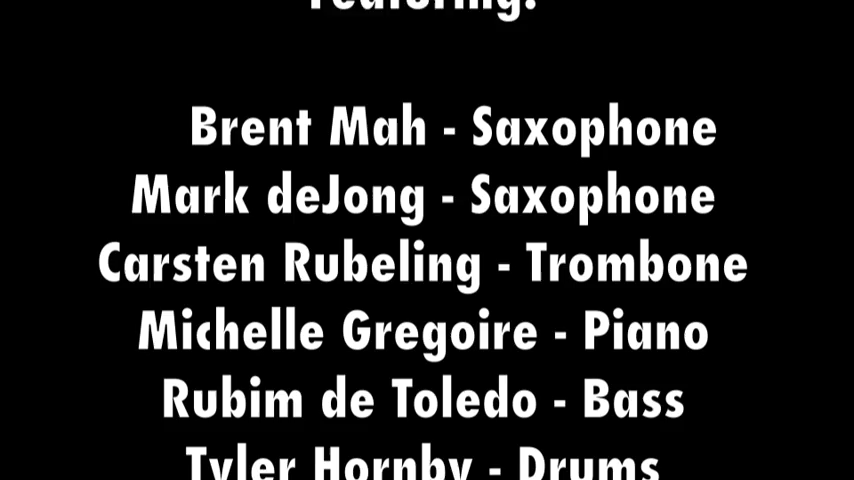 Featuring:
Brent Mah - Saxophone
Mark deJong - Saxophone
Carsten Rubeling - Trombone
Michelle Gregoire - Piano
Rubim de Toledo - Bass
Tyler Hornby - Drums